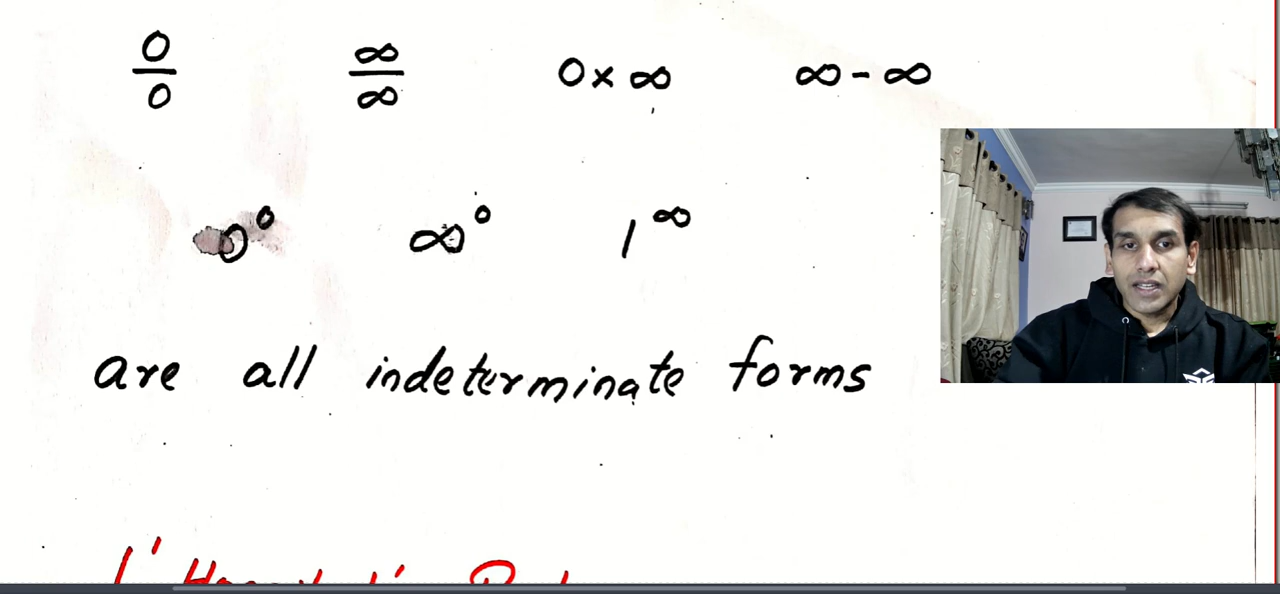 0/0 ∞/∞ 0 × ∞ ∞ - ∞
0⁰ ∞⁰ 1^∞
are all indeterminate forms